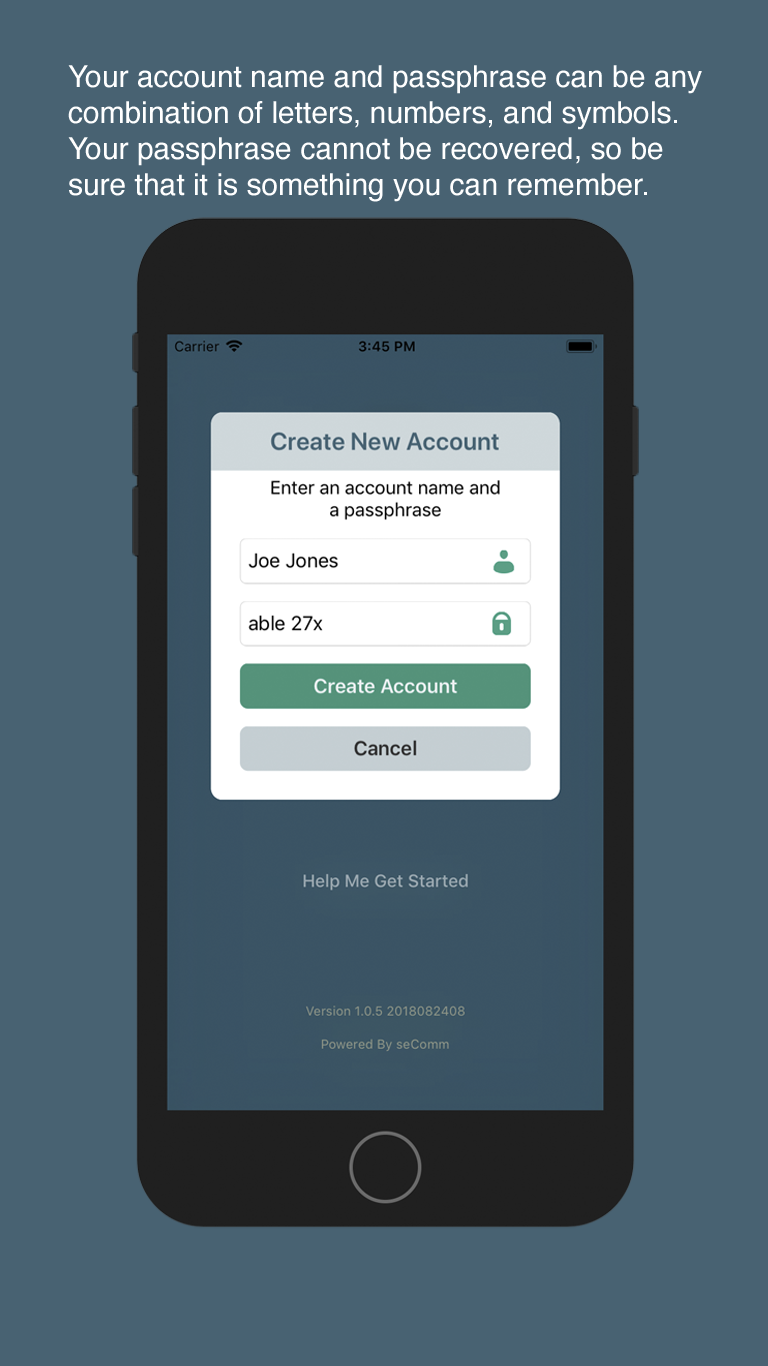 Your account name and passphrase can be any
combination of letters, numbers, and symbols.
Your passphrase cannot be recovered, so be
sure that it is something you can remember.
Carrier 3:45 PM
Create New Account
Enter an account name and
a passphrase
Joe Jones
able 27x
Create Account
Cancel
Help Me Get Started
Version 1.0.5 2018082408
Powered By seComm